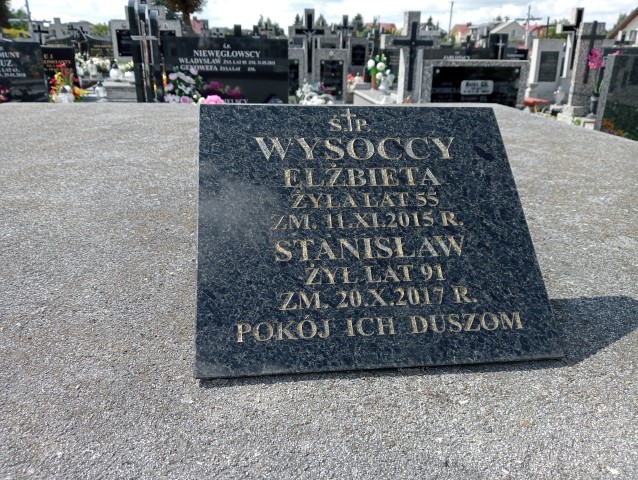 Ś.P.
WYSOCCY
ELŻBIETA
ŻYŁA LAT 55
ZM. 11.XI.2015 R.
STANISŁAW
ŻYŁ LAT 91
ZM. 20.X.2017 R.
POKÓJ ICH DUSZOM
Ś.P.
NIEWĘGŁOWSCY
WŁADYSŁAW
GENOWEFA